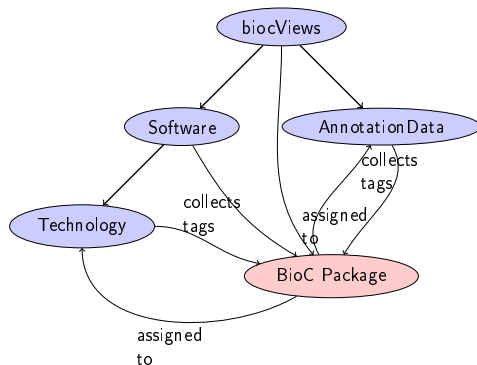 biocViews
Software
AnnotationData
collects
tags
collects
tags
assigned
to
Technology
BioC Package
assigned
to